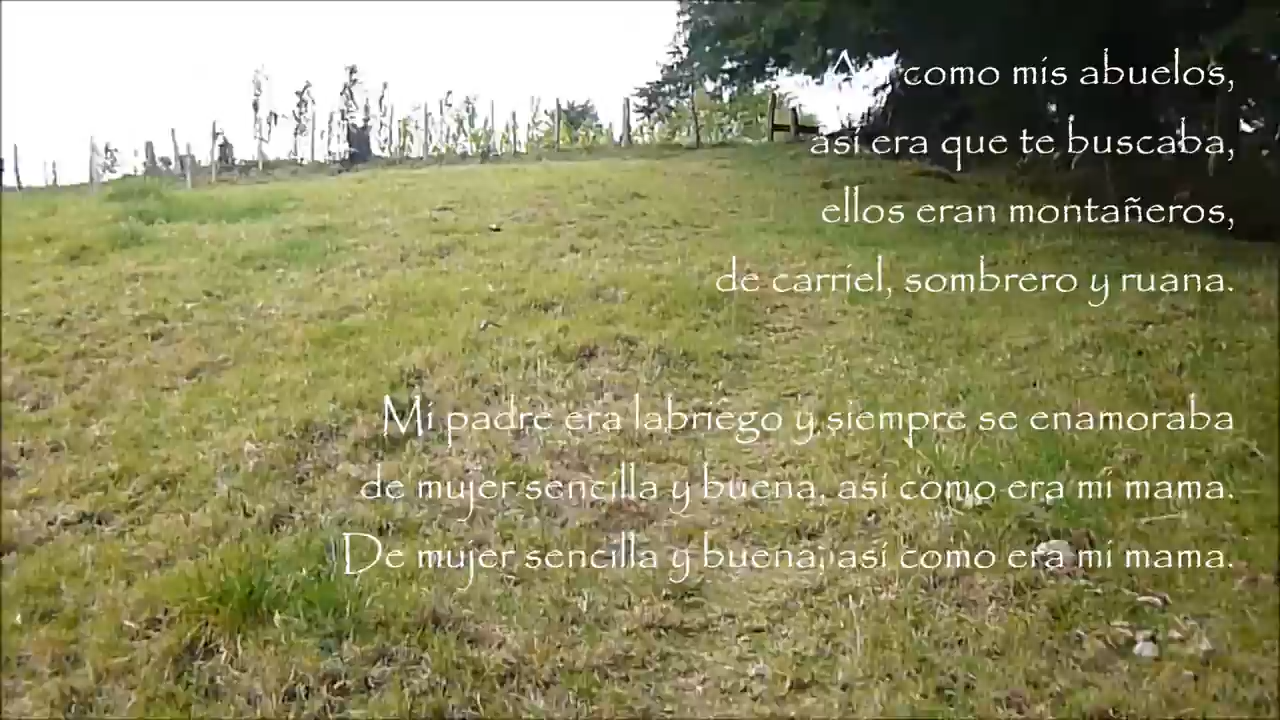 Así como mis abuelos,
así era que te buscaba,
ellos eran montañeros,
de carriel, sombrero y ruana.
Mi padre era labriego y siempre se enamoraba
de mujer sencilla y buena, así como era mi mama.
De mujer sencilla y buena, así como era mi mama.